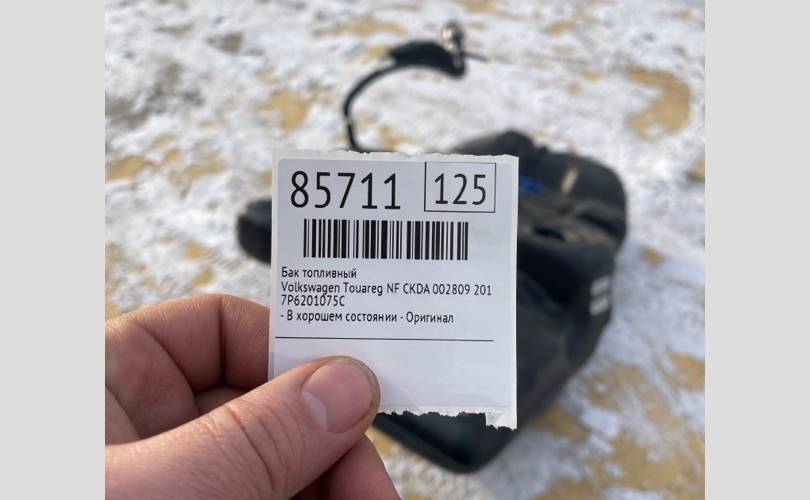 85711 125
Бак топливный
Volkswagen Touareg NF CKDA 002809 201
7P6201075C
- В хорошем состоянии - Оригинал